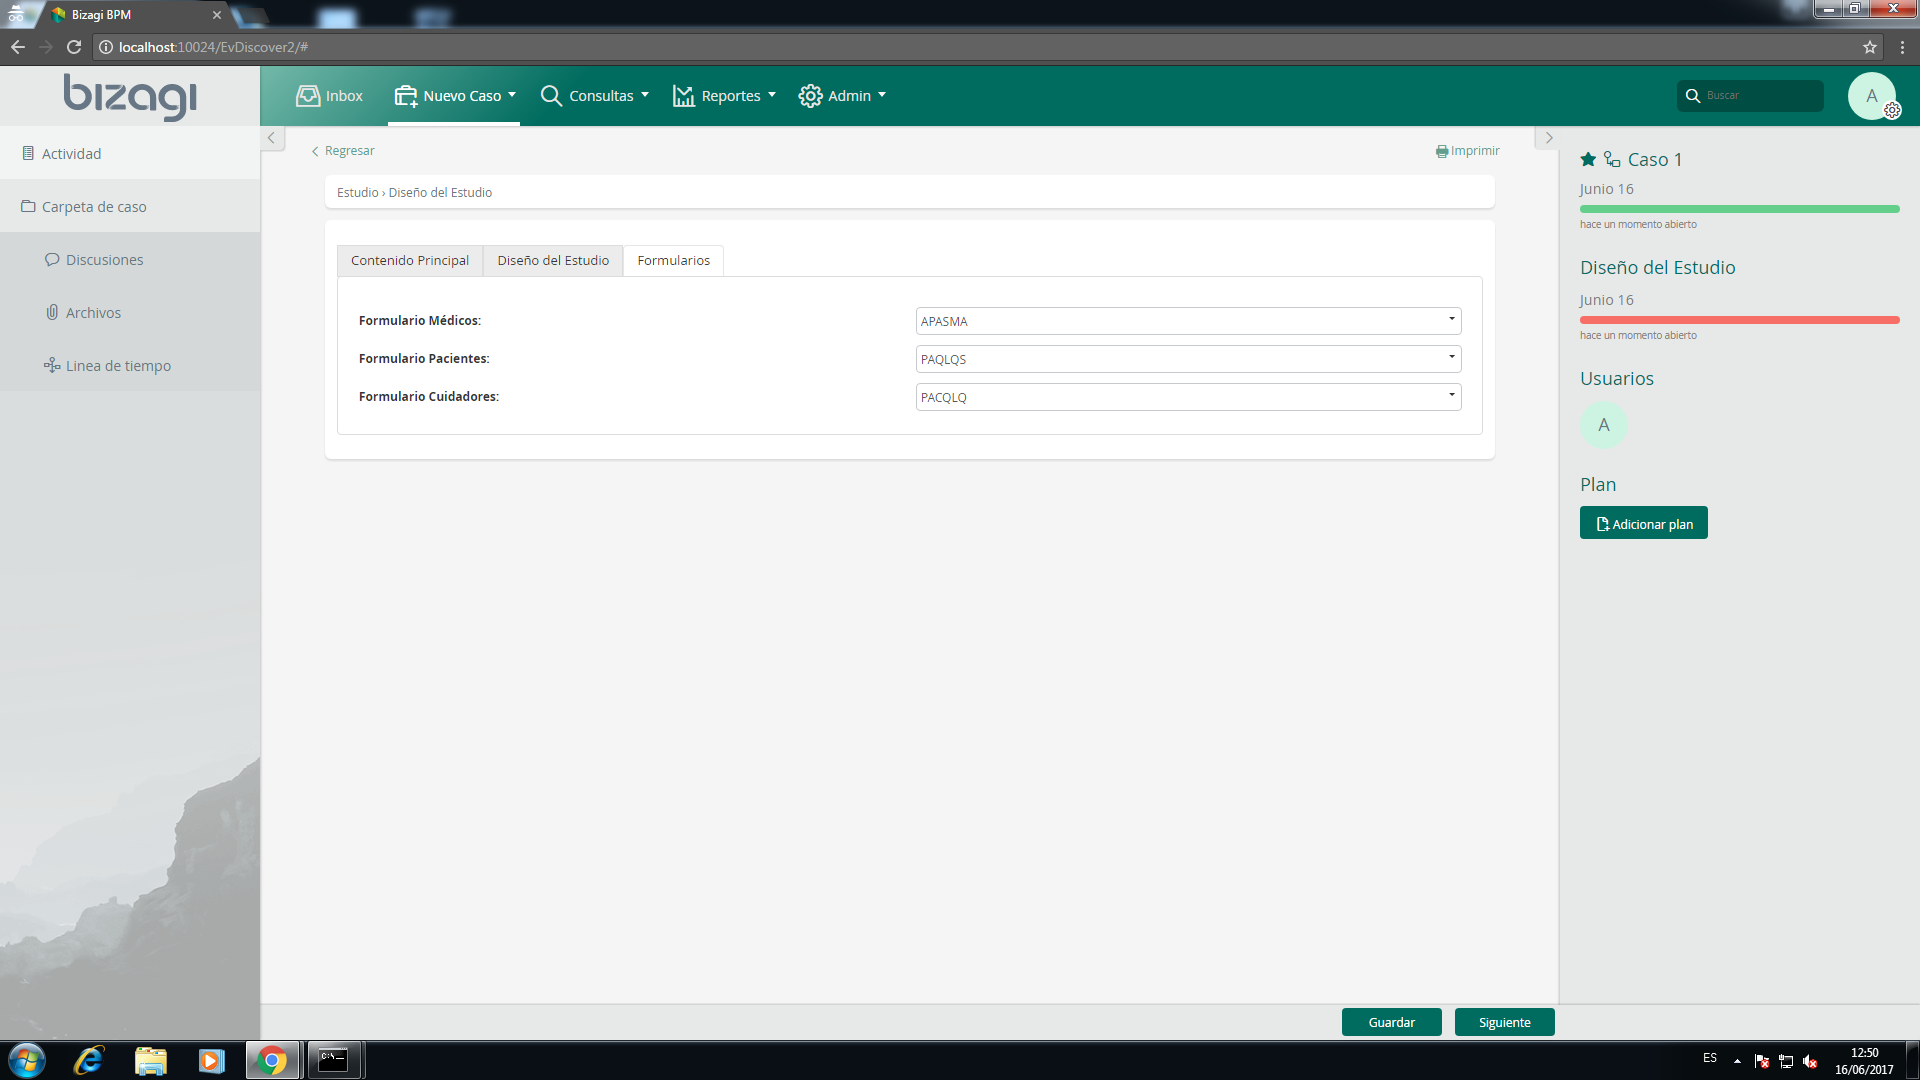 Bizagi BPM
localhost:10024/EvDiscover2/#
bizagi
Inbox
Nuevo Caso
Consultas
Reportes
Admin
Buscar
A
Actividad
Carpeta de caso
Discusiones
Archivos
Linea de tiempo
Regresar
Imprimir
Estudio › Diseño del Estudio
Contenido Principal
Diseño del Estudio
Formularios
Formulario Médicos:
APASMA
Formulario Pacientes:
PAQLQS
Formulario Cuidadores:
PACQLQ
Caso 1
Junio 16
hace un momento abierto
Diseño del Estudio
Junio 16
hace un momento abierto
Usuarios
A
Plan
Adicionar plan
Guardar
Siguiente
C:\
ES
12:50
16/06/2017